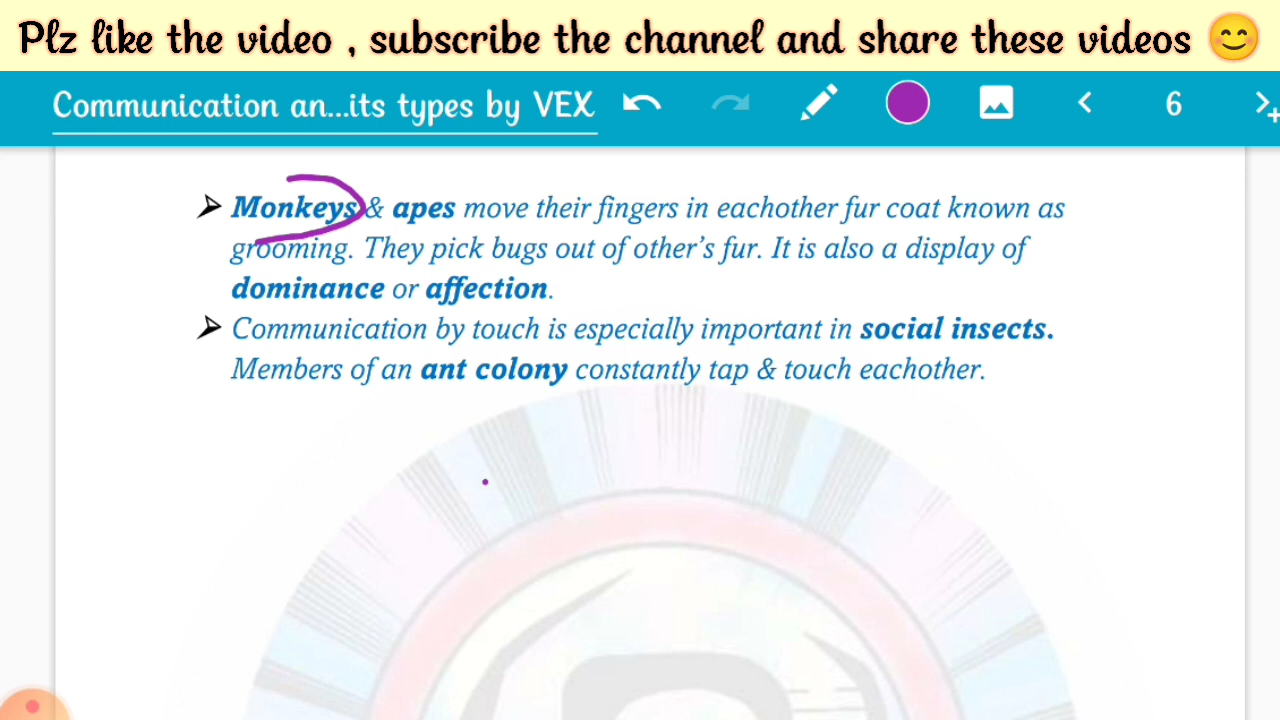 Plz like the video , subscribe the channel and share these videos 😊
Communication an...its types by VEX 6
➢ Monkeys & apes move their fingers in eachother fur coat known as
grooming. They pick bugs out of other’s fur. It is also a display of
dominance or affection.
➢ Communication by touch is especially important in social insects.
Members of an ant colony constantly tap & touch eachother.